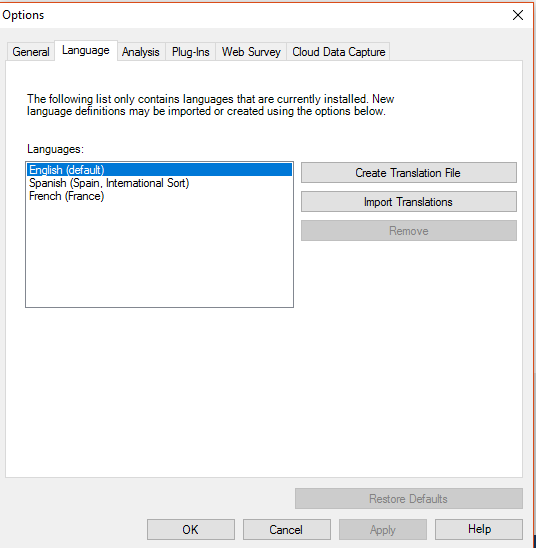 Options
General
Language
Analysis
Plug-Ins
Web Survey
Cloud Data Capture
The following list only contains languages that are currently installed. New
language definitions may be imported or created using the options below.
Languages:
English (default)
Spanish (Spain, International Sort)
French (France)
Create Translation File
Import Translations
Remove
Restore Defaults
OK
Cancel
Apply
Help